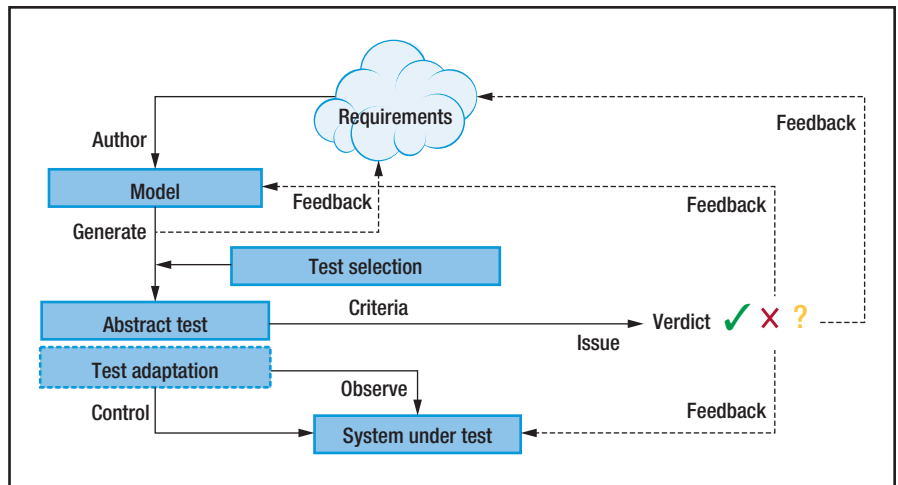 Requirements
Feedback
Author
Model
Feedback
Feedback
Generate
Test selection
Criteria
Abstract test
Verdict ✓ ✗ ?
Issue
Test adaptation
Observe
Control
Feedback
System under test